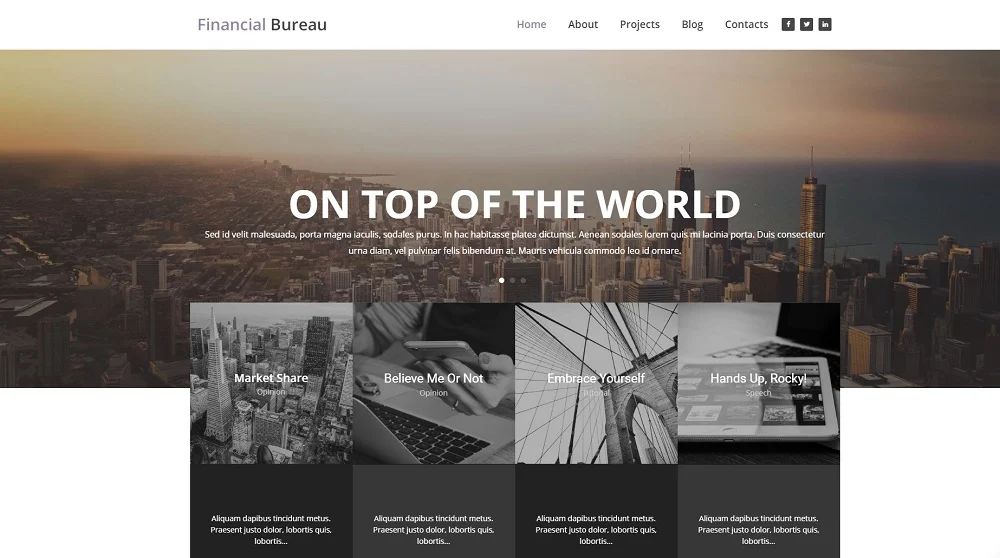 Financial Bureau
Home About Projects Blog Contacts
ON TOP OF THE WORLD
Sed id velit malesuada, porta magna iaculis, sodales purus. In hac habitasse platea dictumst. Aenean sodales lorem quis mi lacinia porta. Duis consectetur
urna diam, vel pulvinar felis bibendum at. Mauris vehicula commodo leo id ornare.
Market Share
Opinion
Believe Me Or Not
Opinion
Embrace Yourself
Tutorial
Hands Up, Rocky!
Speech
Aliquam dapibus tincidunt metus.
Praesent justo dolor, lobortis quis,
lobortis...
Aliquam dapibus tincidunt metus.
Praesent justo dolor, lobortis quis,
lobortis...
Aliquam dapibus tincidunt metus.
Praesent justo dolor, lobortis quis,
lobortis...
Aliquam dapibus tincidunt metus.
Praesent justo dolor, lobortis quis,
lobortis...